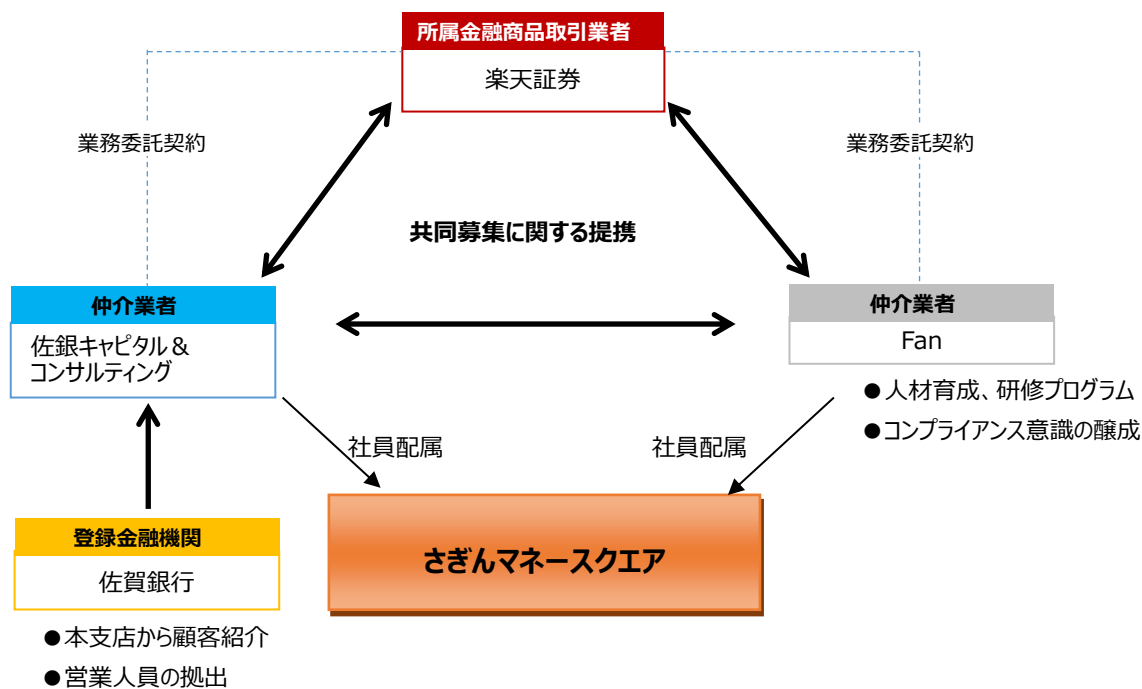 所属金融商品取引業者
楽天証券
業務委託契約
業務委託契約
共同募集に関する提携
仲介業者
佐銀キャピタル＆
コンサルティング
仲介業者
Fan
●人材育成、研修プログラム
●コンプライアンス意識の醸成
社員配属
社員配属
さぎんマネースクエア
登録金融機関
佐賀銀行
●本支店から顧客紹介
●営業人員の拠出